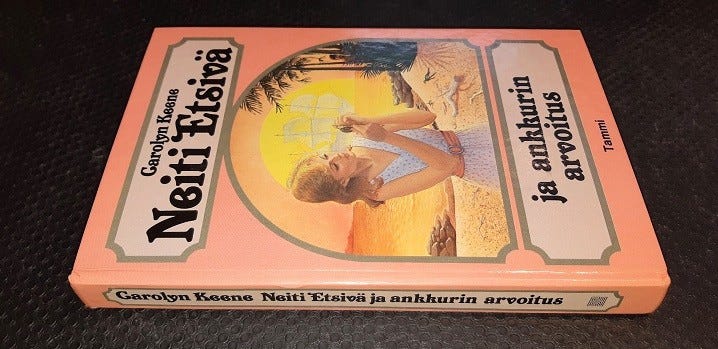 Carolyn Keene
Neiti Etsivä
ja ankkurin
arvoitus
Tammi
Carolyn Keene Neiti Etsivä ja ankkurin arvoitus